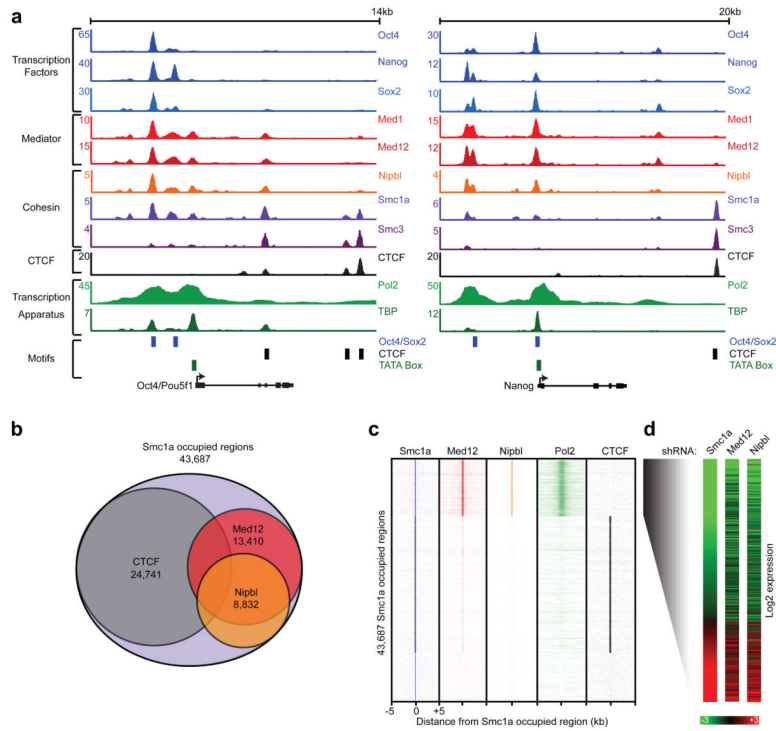 a
14kb
20kb
Transcription
Factors
65
Oct4
40
Nanog
30
Sox2
Mediator
10
Med1
15
Med12
Cohesin
5
Nipbl
5
Smc1a
4
Smc3
CTCF
20
CTCF
Transcription
Apparatus
45
Pol2
7
TBP
Motifs
Oct4/Sox2
CTCF
TATA Box
Oct4/Pou5f1
30
Oct4
12
Nanog
10
Sox2
15
Med1
12
Med12
4
Nipbl
6
Smc1a
5
Smc3
20
CTCF
50
Pol2
12
TBP
Oct4/Sox2
CTCF
TATA Box
Nanog
b
Smc1a occupied regions
43,687
CTCF
24,741
Med12
13,410
Nipbl
8,832
c
Smc1a Med12 Nipbl Pol2 CTCF
43,687 Smc1a occupied regions
-5 0 +5
Distance from Smc1a occupied region (kb)
d
shRNA:
Smc1a
Med12
Nipbl
Log2 expression
-3 +3